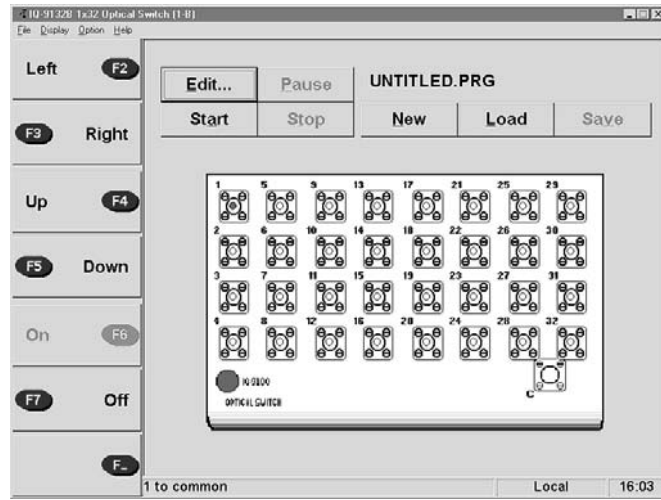 IQ-9132B 1x32 Optical Switch (1-B)
File Display Option Help
Left F2
F3 Right
Up F4
F5 Down
On F6
F7 Off
F_
Edit... Pause UNTITLED.PRG
Start Stop New Load Save
1 5 9 13 17 21 25 29
2 6 10 14 18 22 26 30
3 7 11 15 19 23 27 31
4 8 12 16 20 24 28 32
IQ 9100
OPTICAL SWITCH
C
1 to common Local 16:03